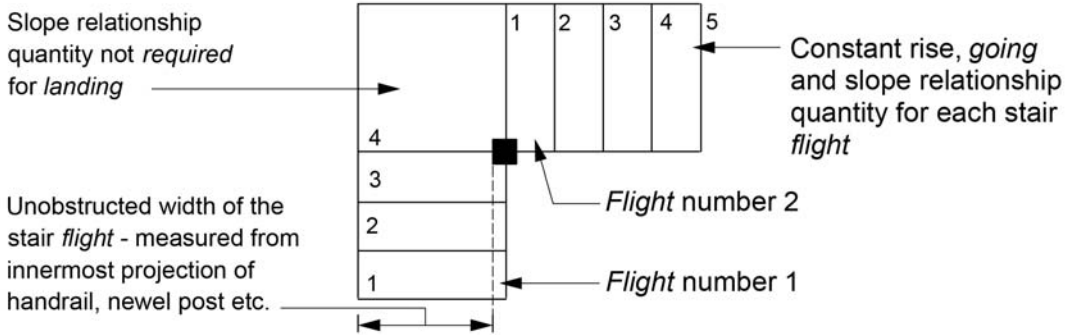 Slope relationship
quantity not required
for landing
1 2 3 4 5
Constant rise, going
and slope relationship
quantity for each stair
flight
4
3
2
1
Flight number 2
Unobstructed width of the
stair flight - measured from
innermost projection of
handrail, newel post etc.
Flight number 1